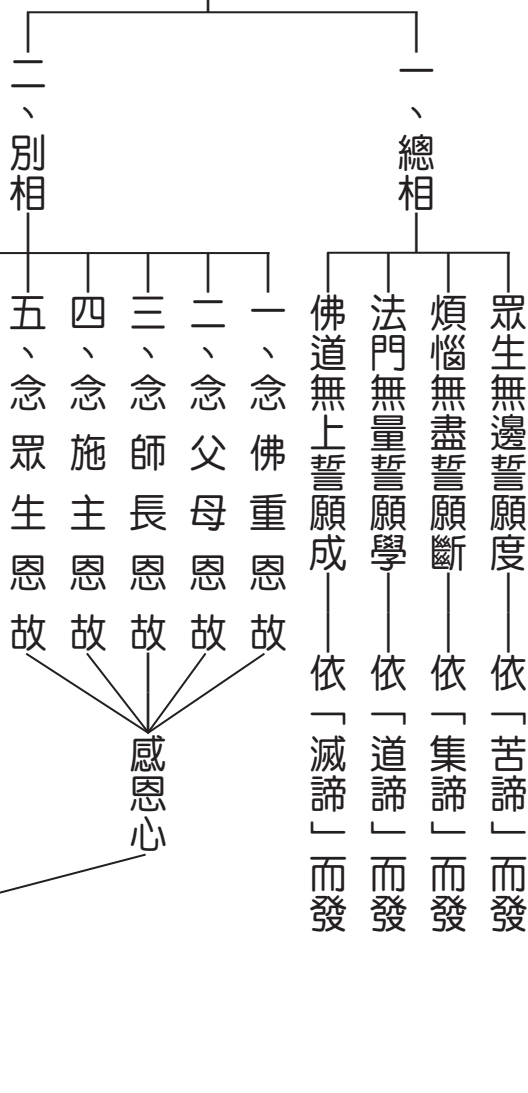 一、總相
眾生無邊誓願度
依「苦諦」而發
煩惱無盡誓願斷
依「集諦」而發
法門無量誓願學
依「道諦」而發
佛道無上誓願成
依「滅諦」而發
二、別相
一、念佛重恩故
二、念父母恩故
三、念師長恩故
四、念施主恩故
五、念眾生恩故
感恩心